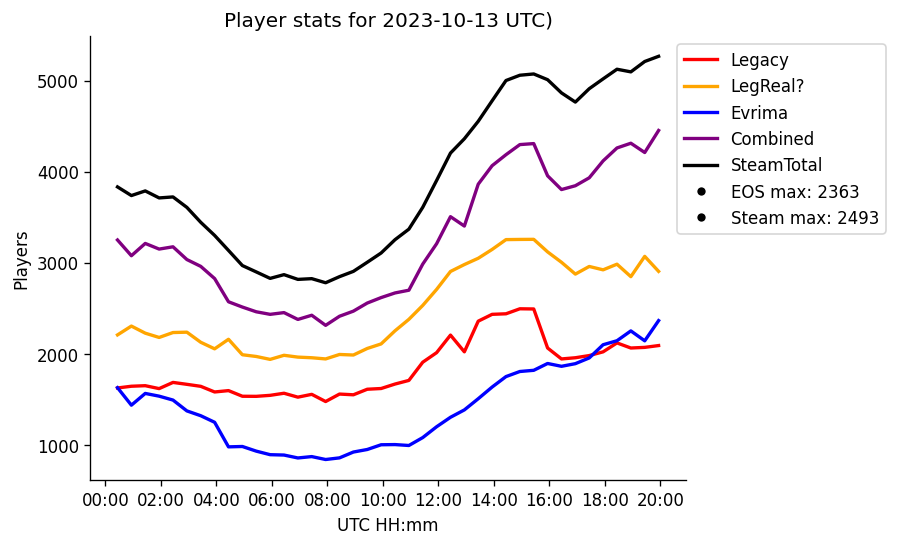 Player stats for 2023-10-13 UTC)
Legacy
LegReal?
Evrima
Combined
SteamTotal
EOS max: 2363
Steam max: 2493
Players
5000
4000
3000
2000
1000
00:00 02:00 04:00 06:00 08:00 10:00 12:00 14:00 16:00 18:00 20:00
UTC HH:mm